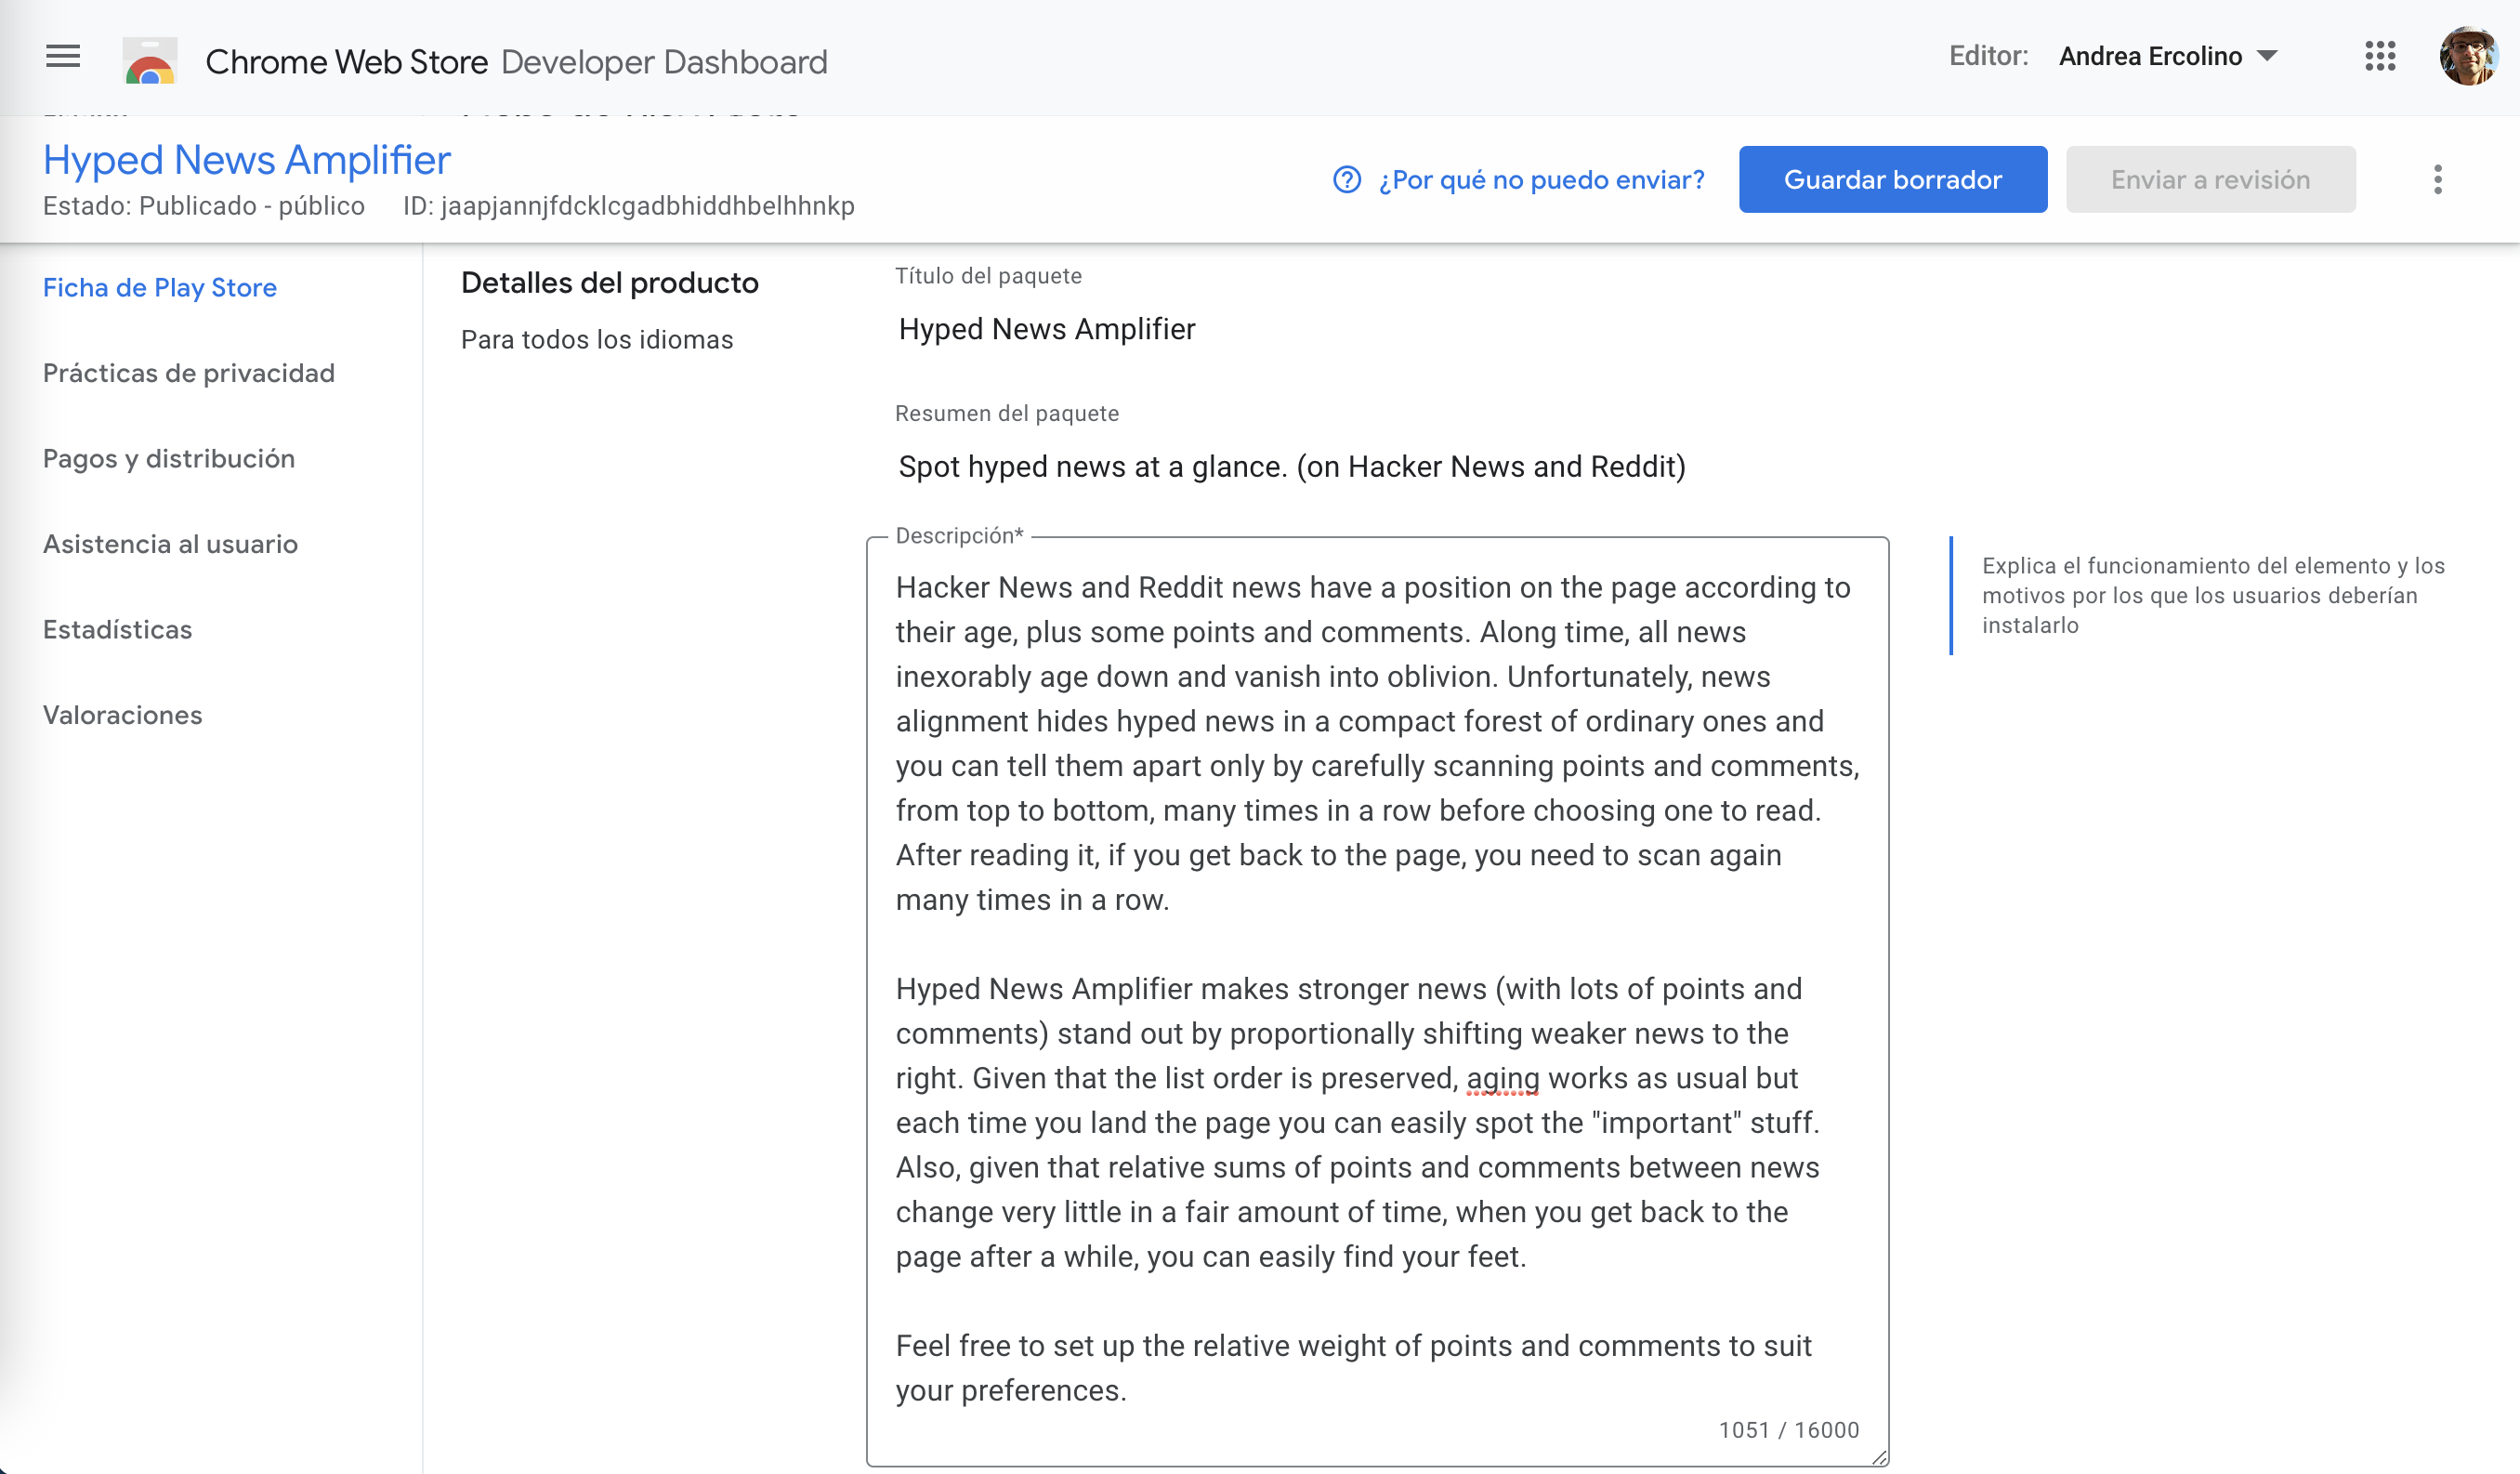 Chrome Web Store Developer Dashboard
Editor: Andrea Ercolino
Hyped News Amplifier
Estado: Publicado - público ID: jaapjannjfdcklcgadbhiddhbelhhnkp
¿Por qué no puedo enviar?
Guardar borrador
Enviar a revisión
Ficha de Play Store
Prácticas de privacidad
Pagos y distribución
Asistencia al usuario
Estadísticas
Valoraciones
Detalles del producto
Para todos los idiomas
Título del paquete
Hyped News Amplifier
Resumen del paquete
Spot hyped news at a glance. (on Hacker News and Reddit)
Descripción*
Hacker News and Reddit news have a position on the page according to
their age, plus some points and comments. Along time, all news
inexorably age down and vanish into oblivion. Unfortunately, news
alignment hides hyped news in a compact forest of ordinary ones and
you can tell them apart only by carefully scanning points and comments,
from top to bottom, many times in a row before choosing one to read.
After reading it, if you get back to the page, you need to scan again
many times in a row.
Hyped News Amplifier makes stronger news (with lots of points and
comments) stand out by proportionally shifting weaker news to the
right. Given that the list order is preserved, aging works as usual but
each time you land the page you can easily spot the "important" stuff.
Also, given that relative sums of points and comments between news
change very little in a fair amount of time, when you get back to the
page after a while, you can easily find your feet.
Feel free to set up the relative weight of points and comments to suit
your preferences.
1051 / 16000
Explica el funcionamiento del elemento y los
motivos por los que los usuarios deberían
instalarlo